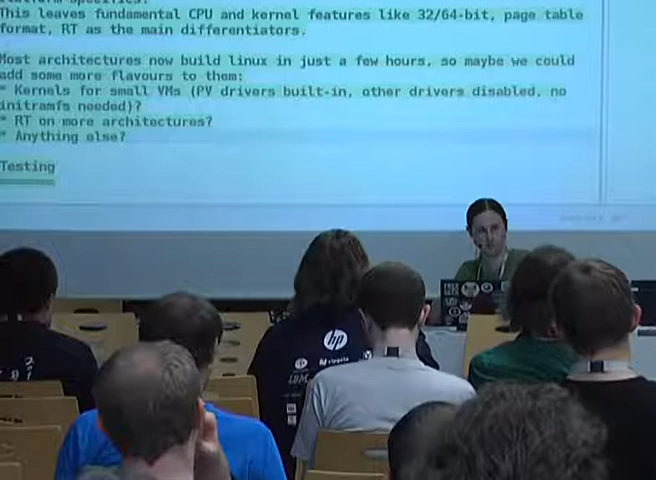 This leaves fundamental CPU and kernel features like 32/64-bit, page table
format, RT as the main differentiators.
Most architectures now build linux in just a few hours, so maybe we could
add some more flavours to them:
* Kernels for small VMs (PV drivers built-in, other drivers disabled, no
initramfs needed)?
* RT on more architectures?
* Anything else?
Testing
hp
IBM